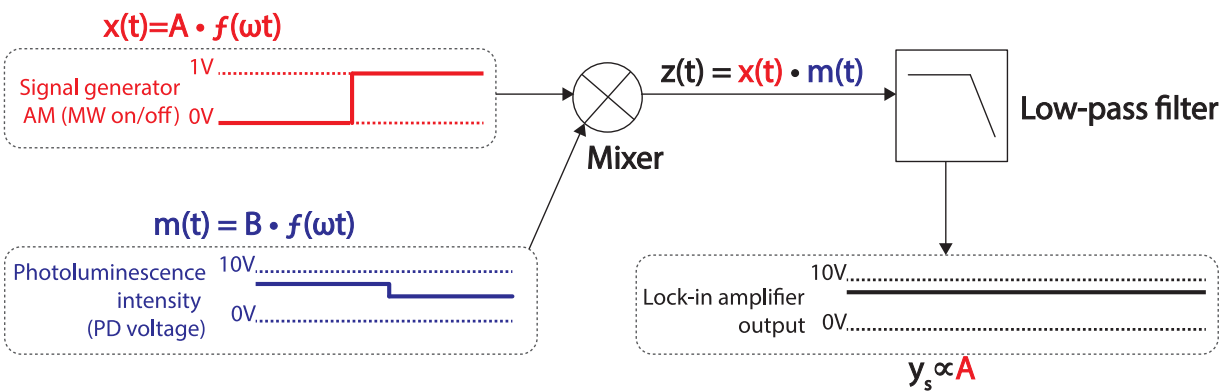 x(t)=A • f(ωt)
1V
Signal generator
AM (MW on/off)
0V
z(t) = x(t) • m(t)
Mixer
Low-pass filter
m(t) = B • f(ωt)
10V
Photoluminescence
intensity
(PD voltage)
0V
10V
Lock-in amplifier
output
0V
yₛ∝A